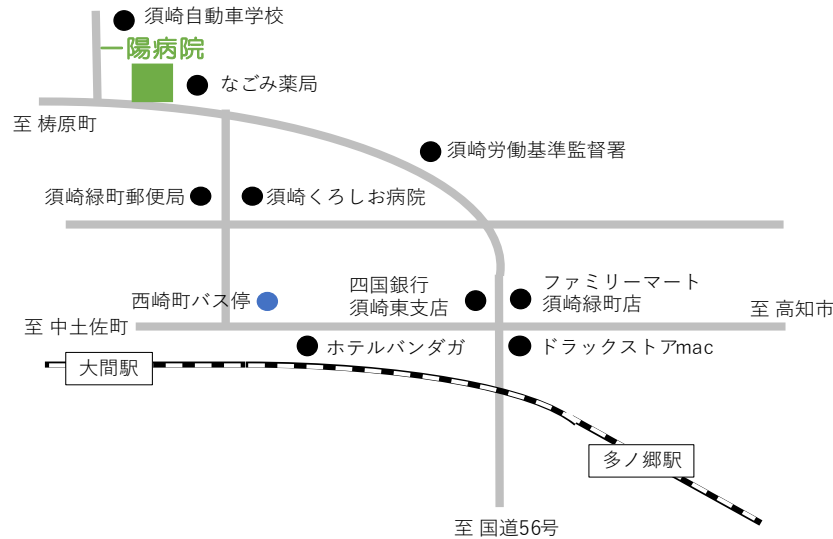 須崎自動車学校
一陽病院
なごみ薬局
至 梼原町
須崎労働基準監督署
須崎緑町郵便局
須崎くろしお病院
四国銀行
須崎東支店
ファミリーマート
須崎緑町店
西崎町バス停
至 高知市
至 中土佐町
ホテルバンダガ
ドラックストアmac
大間駅
多ノ郷駅
至 国道56号